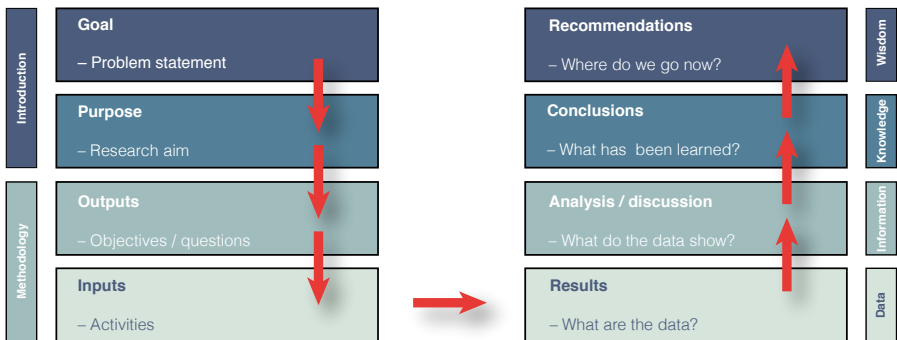 Introduction
Goal
– Problem statement
Purpose
– Research aim
Methodology
Outputs
– Objectives / questions
Inputs
– Activities
Recommendations
– Where do we go now?
Wisdom
Conclusions
– What has been learned?
Knowledge
Analysis / discussion
– What do the data show?
Information
Results
– What are the data?
Data